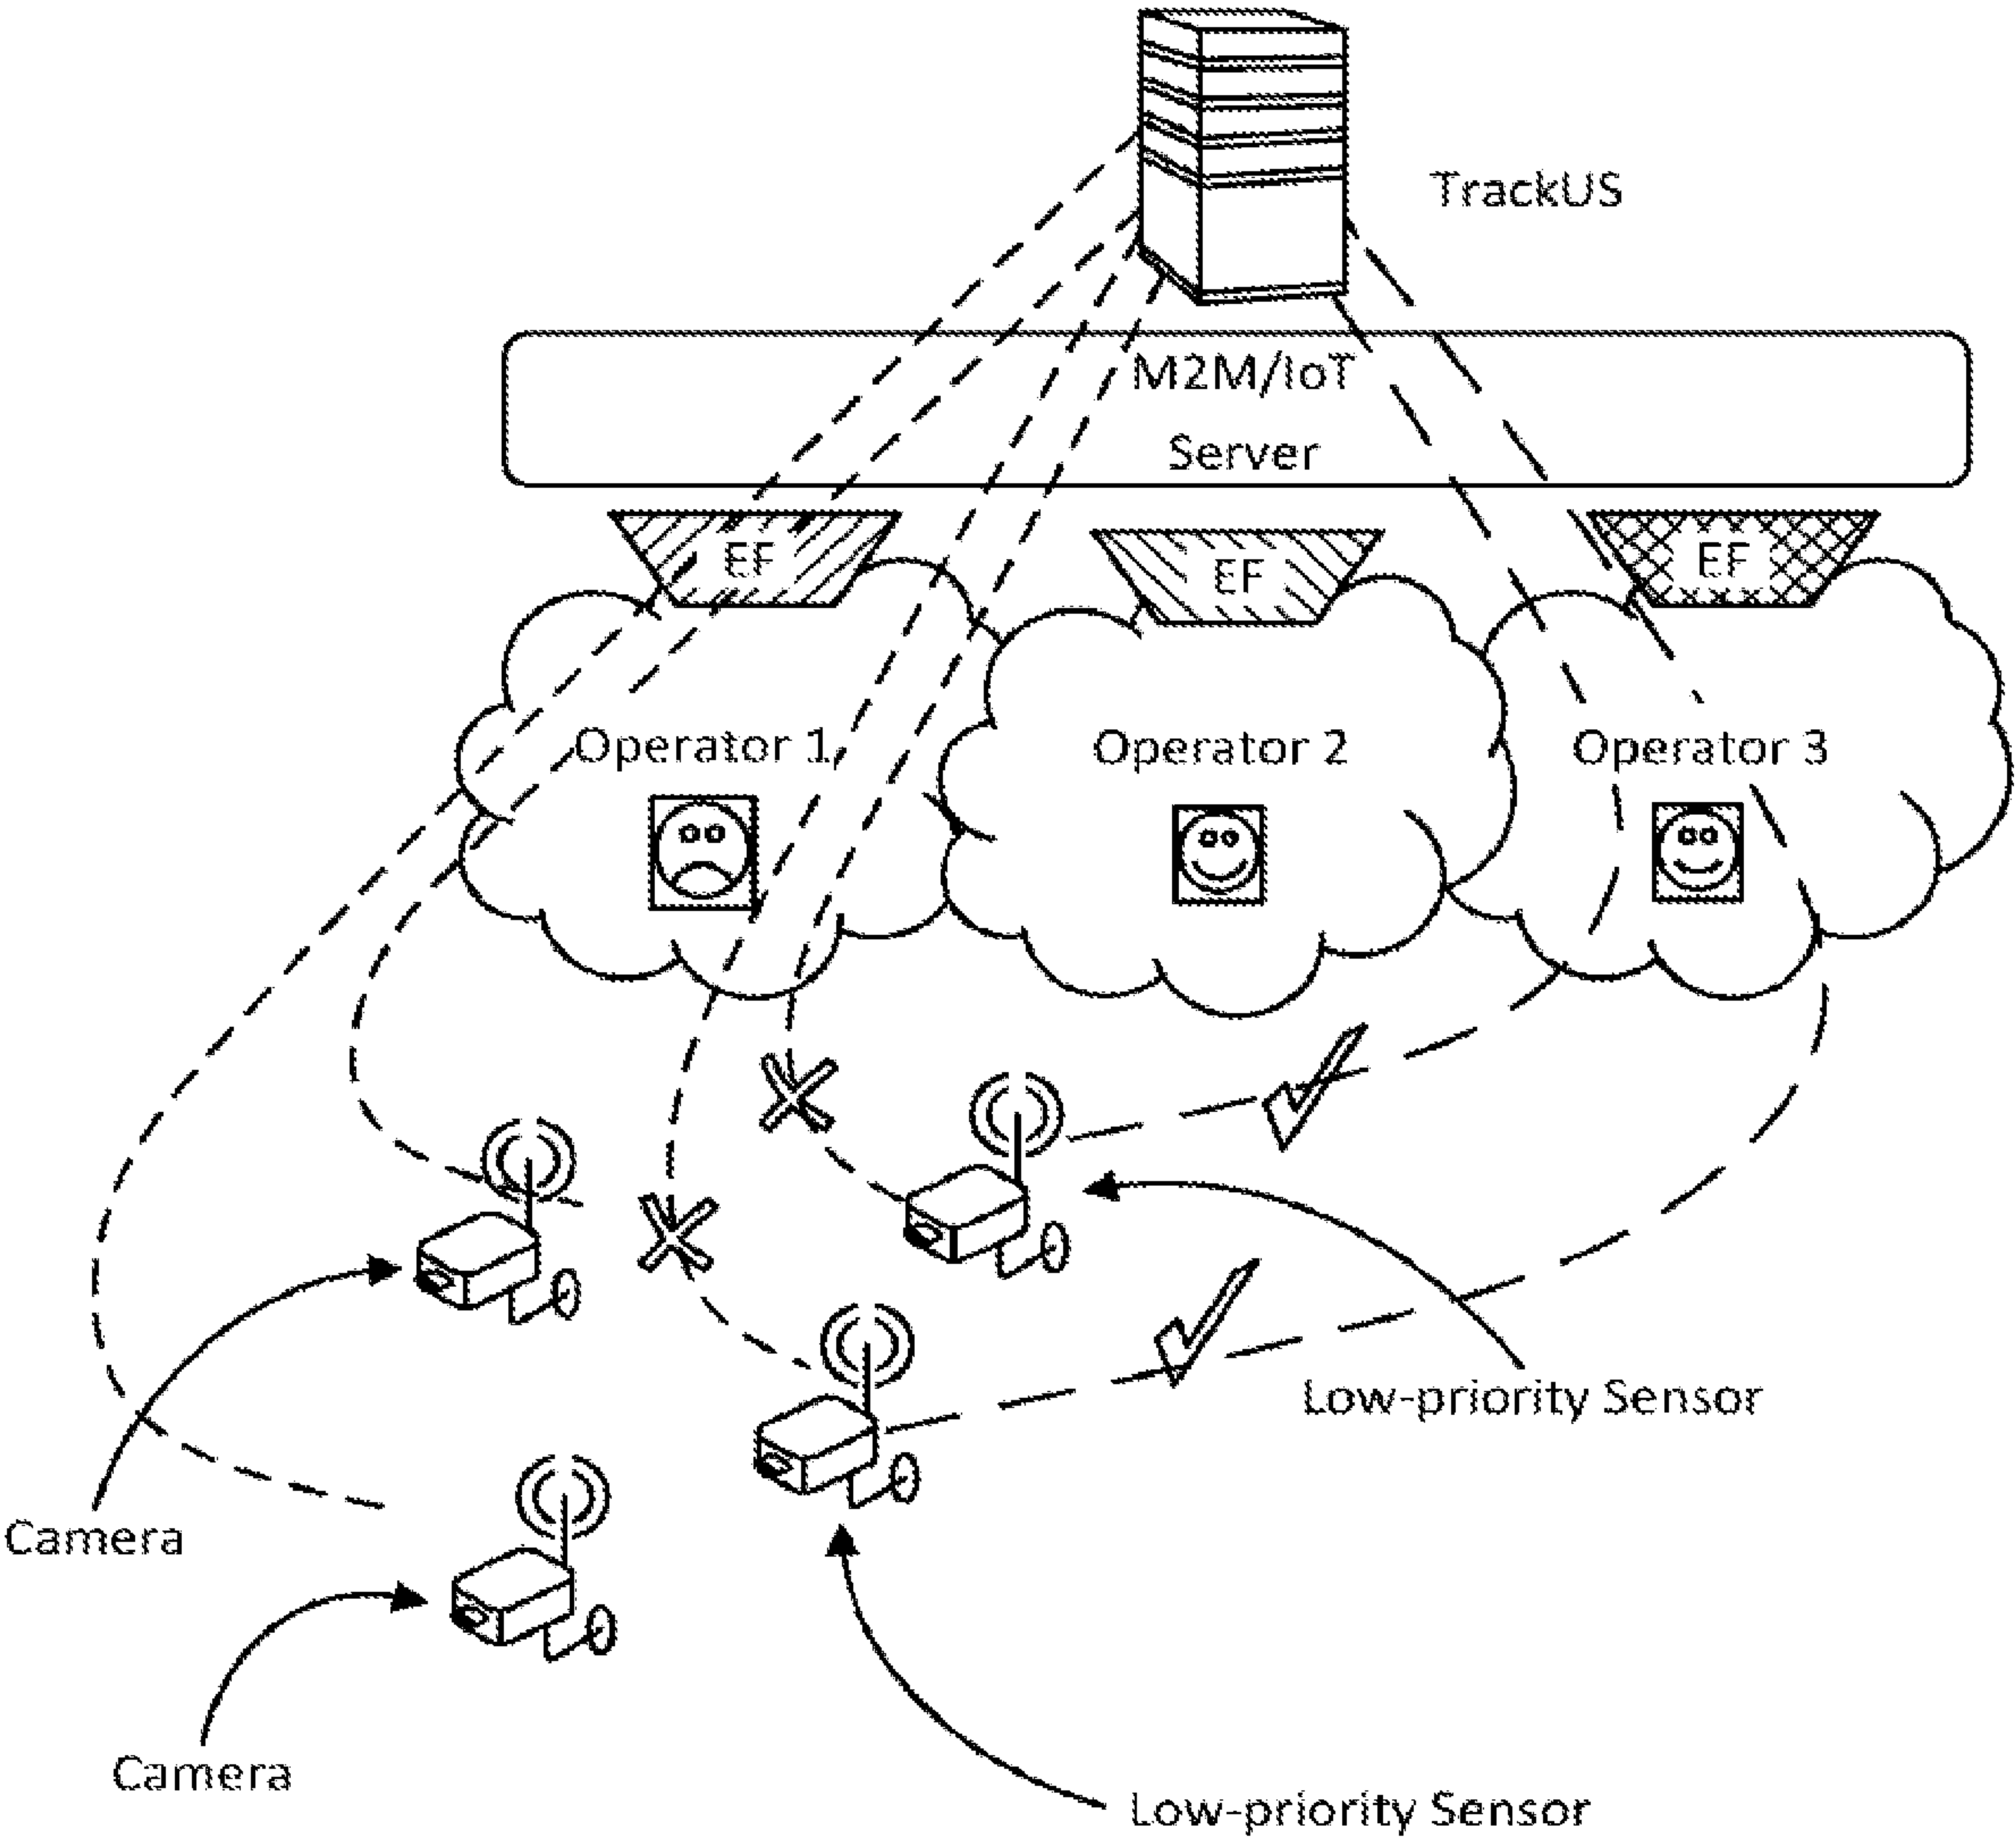 TrackUS
M2M/IoT
Server
EF
EF
EF
Operator 1
Operator 2
Operator 3
Low-priority Sensor
Camera
Camera
Low-priority Sensor